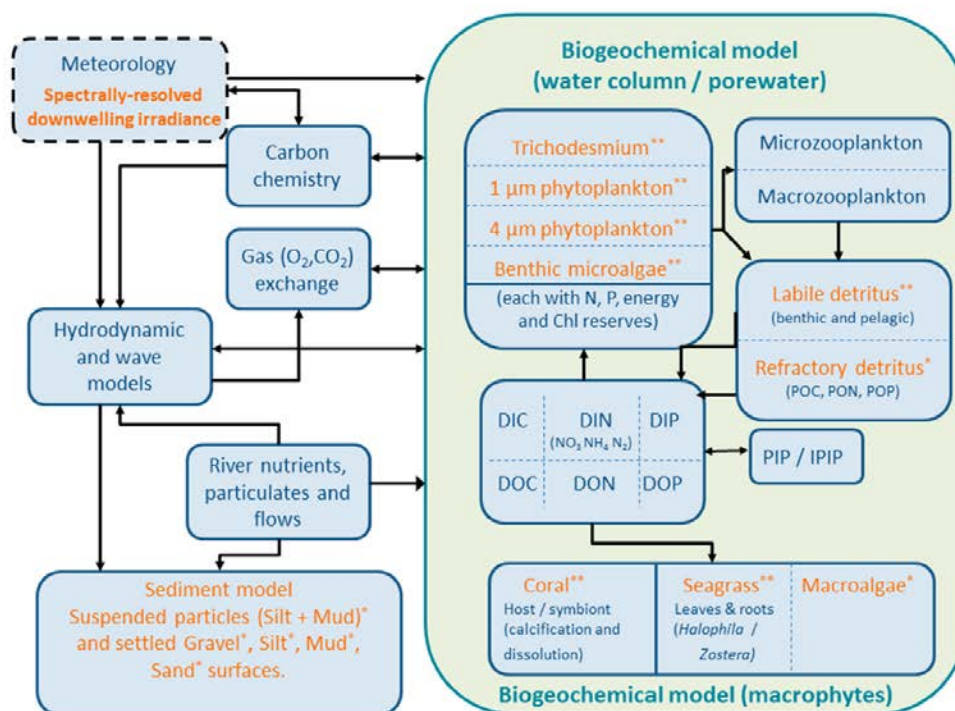 Meteorology
Spectrally-resolved
downwelling irradiance
Carbon
chemistry
Gas (O₂,CO₂)
exchange
Hydrodynamic
and wave
models
River nutrients,
particulates and
flows
Sediment model
Suspended particles (Silt + Mud)*
and settled Gravel*, Silt*, Mud*,
Sand* surfaces.
Biogeochemical model
(water column / porewater)
Trichodesmium**
1 µm phytoplankton**
4 µm phytoplankton**
Benthic microalgae**
(each with N, P, energy
and Chl reserves)
Microzooplankton
Macrozooplankton
Labile detritus**
(benthic and pelagic)
Refractory detritus*
(POC, PON, POP)
DIC DIN DIP
(NO₃ NH₄ N₂)
DOC DON DOP
PIP / IPIP
Coral**
Host / symbiont
(calcification and
dissolution)
Seagrass**
Leaves & roots
(Halophila /
Zostera)
Macroalgae*
Biogeochemical model (macrophytes)